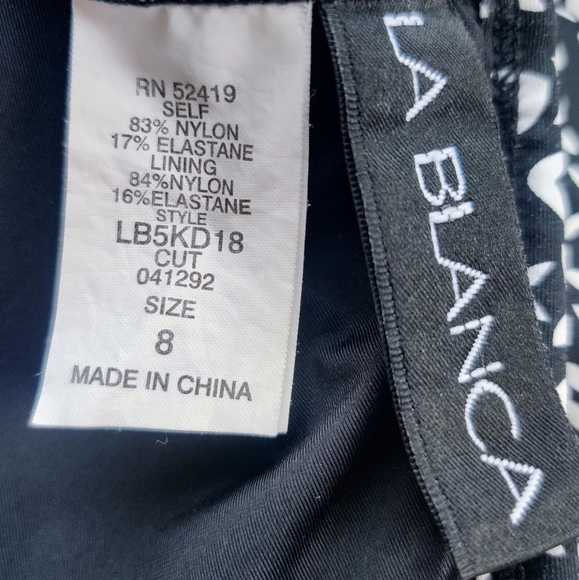 RN 52419
SELF
83% NYLON
17% ELASTANE
LINING
84%NYLON
16%ELASTANE
STYLE
LB5KD18
CUT
041292
SIZE
8
MADE IN CHINA
LA BLANCA